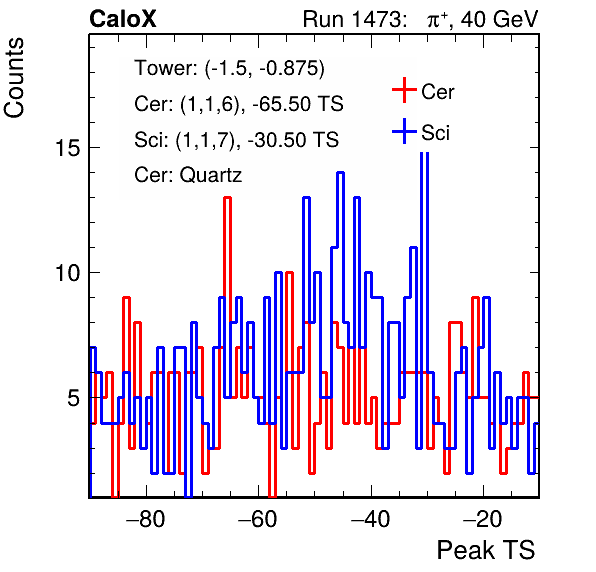 CaloX Run 1473: π⁺, 40 GeV
Counts
Tower: (-1.5, -0.875)
Cer: (1,1,6), -65.50 TS
Sci: (1,1,7), -30.50 TS
Cer: Quartz
Cer
Sci
15
10
5
−80 −60 −40 −20
Peak TS